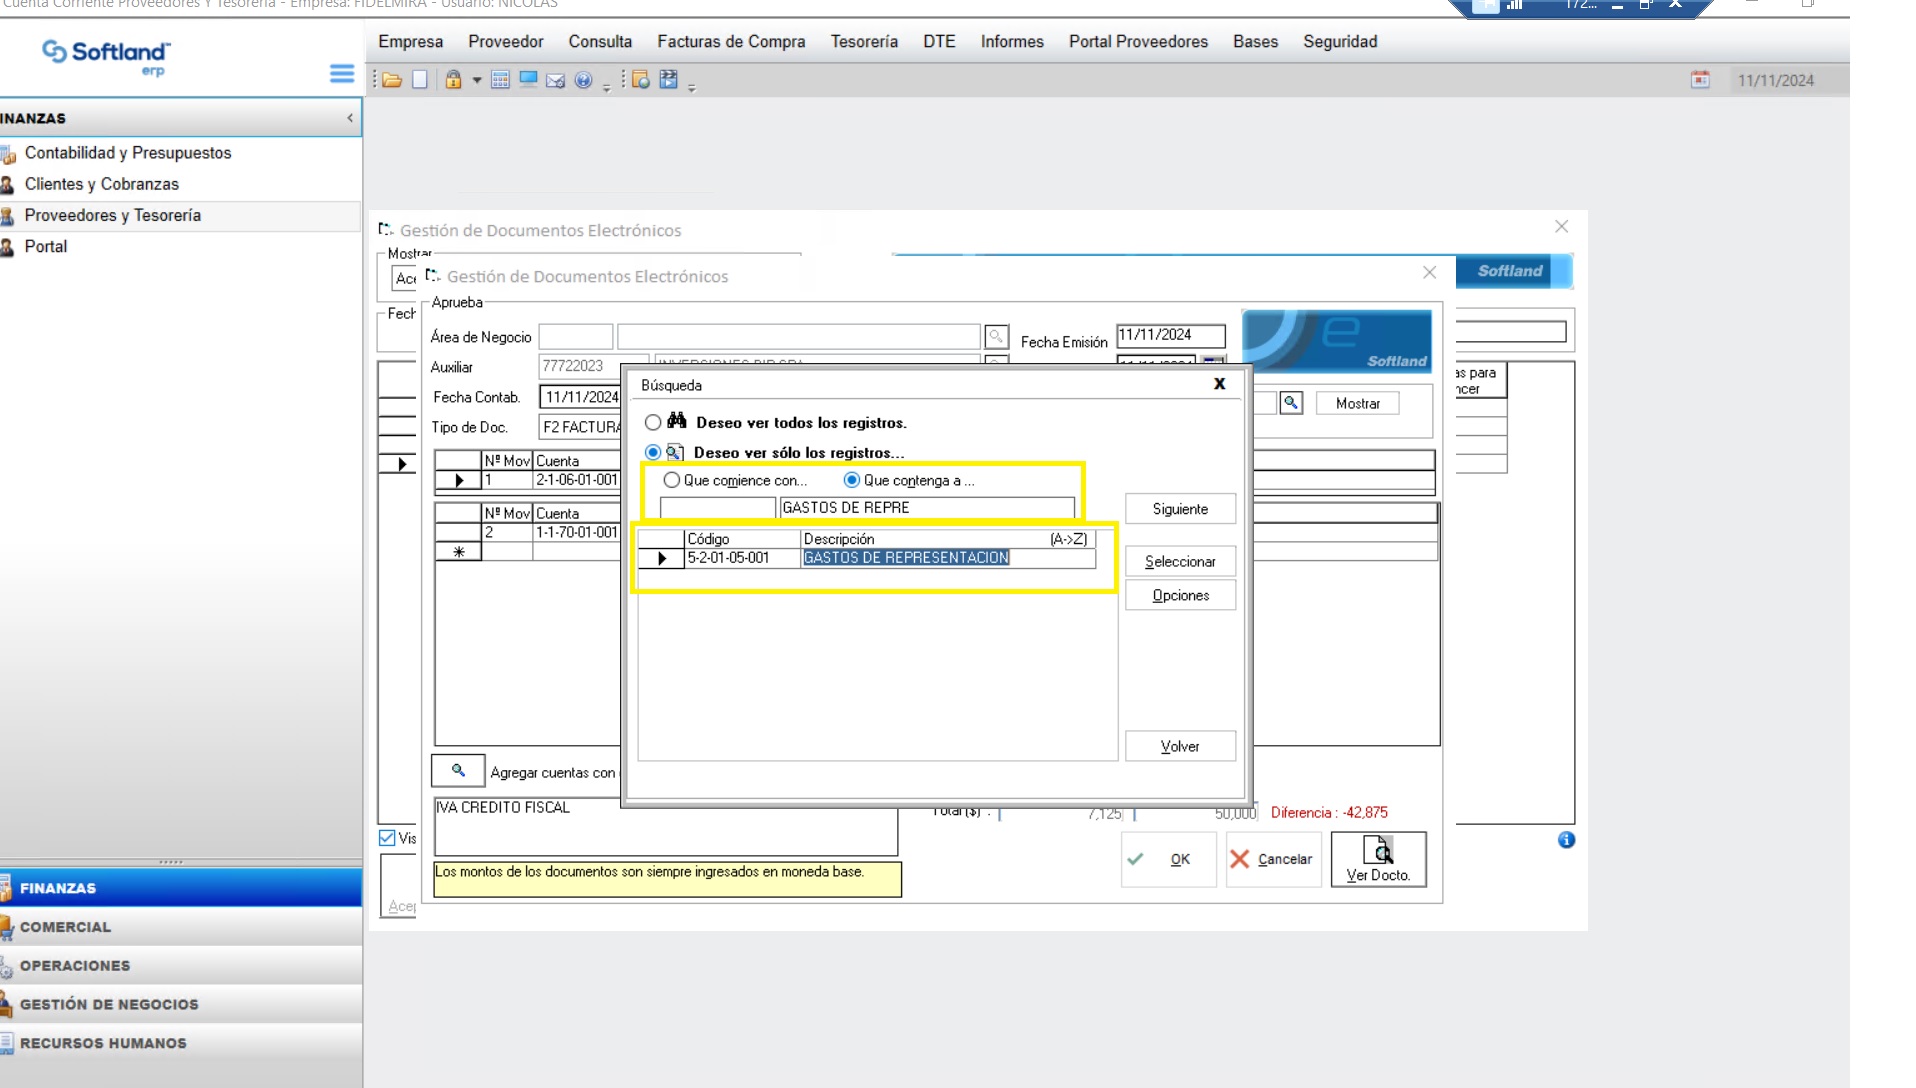 Cuenta Corriente Proveedores Y Tesorería - Empresa: FIDELMIRA - Usuario: NICOLAS
172...
Softland
erp
Empresa Proveedor Consulta Facturas de Compra Tesorería DTE Informes Portal Proveedores Bases Seguridad
11/11/2024
INANZAS
Contabilidad y Presupuestos
Clientes y Cobranzas
Proveedores y Tesorería
Portal
Gestión de Documentos Electrónicos
Mostrar
Softland
Gestión de Documentos Electrónicos
Aprueba
Área de Negocio
Fecha Emisión 11/11/2024
Softland
Auxiliar 77722023
Fecha Contab. 11/11/2024
Mostrar
Tipo de Doc. F2 FACTURA
Búsqueda
X
Deseo ver todos los registros.
Deseo ver sólo los registros...
Que comience con... Que contenga a ...
GASTOS DE REPRE
Siguiente
Código Descripción (A->Z)
5-2-01-05-001 GASTOS DE REPRESENTACION
Seleccionar
Opciones
Volver
Nº Mov Cuenta
1 2-1-06-01-001
Nº Mov Cuenta
2 1-1-70-01-001
Agregar cuentas con
IVA CREDITO FISCAL
Total ($) : 7,125 50,000 Diferencia : -42,875
Los montos de los documentos son siempre ingresados en moneda base.
OK Cancelar Ver Docto.
FINANZAS
COMERCIAL
OPERACIONES
GESTIÓN DE NEGOCIOS
RECURSOS HUMANOS